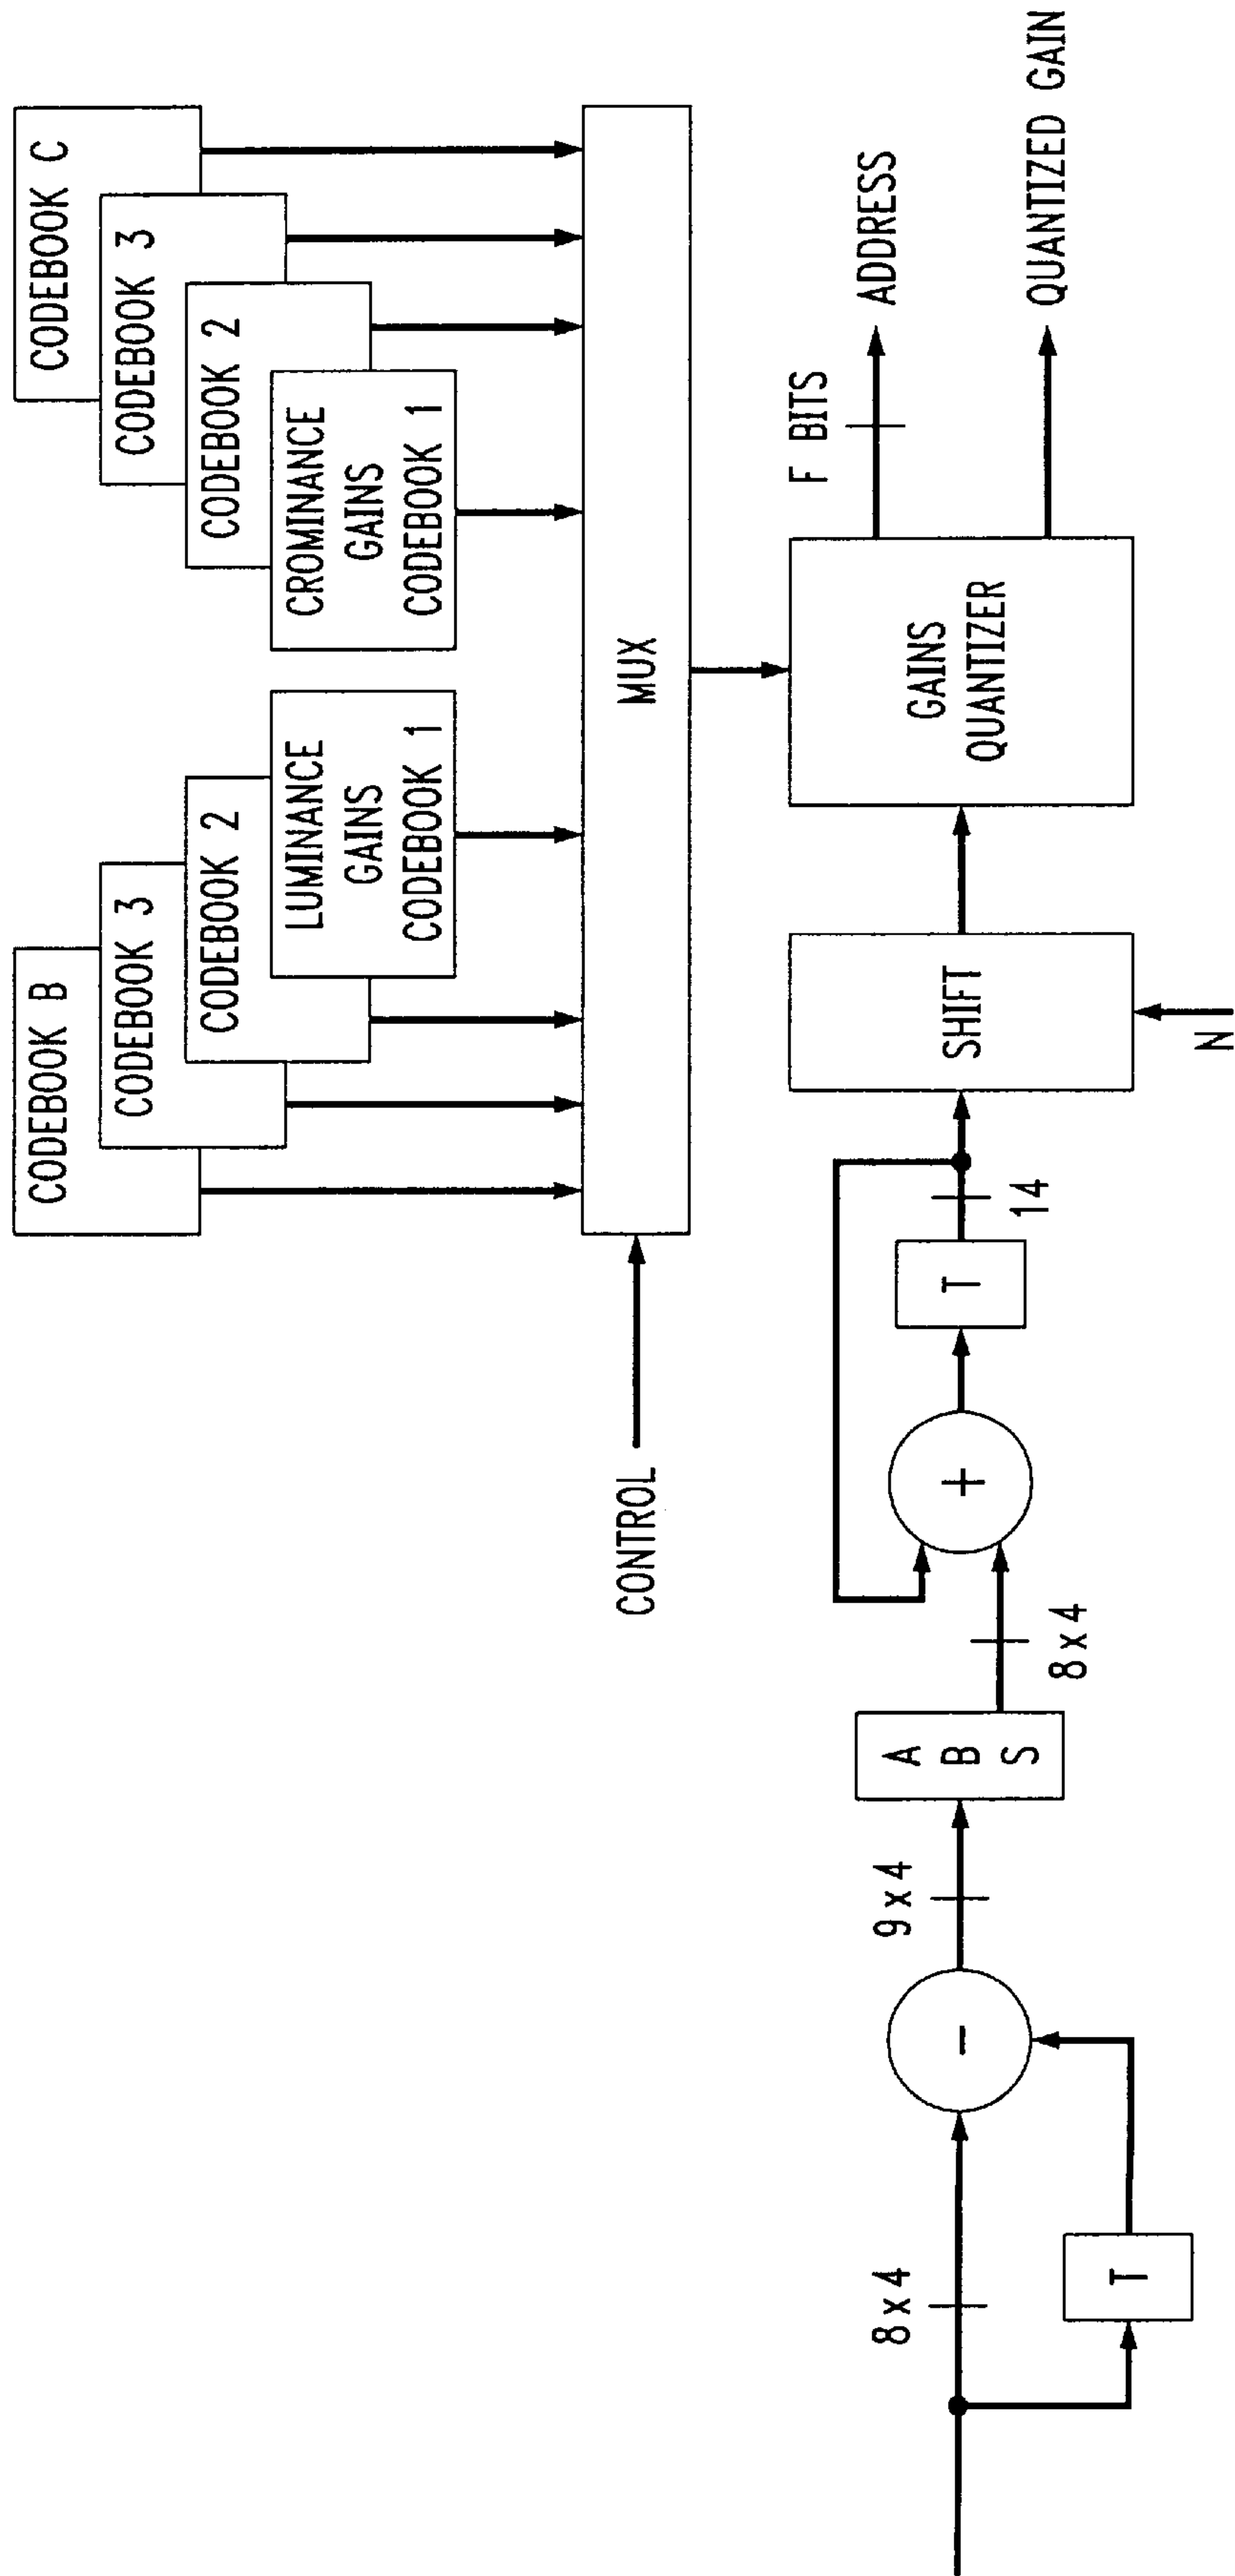 CODEBOOK B
CODEBOOK 3
CODEBOOK 2
LUMINANCE
GAINS
CODEBOOK 1
CODEBOOK C
CODEBOOK 3
CODEBOOK 2
CROMINANCE
GAINS
CODEBOOK 1
CONTROL
MUX
8 x 4
T
-
9 x 4
A
B
S
8 x 4
+
T
14
SHIFT
N
GAINS
QUANTIZER
F BITS
ADDRESS
QUANTIZED GAIN